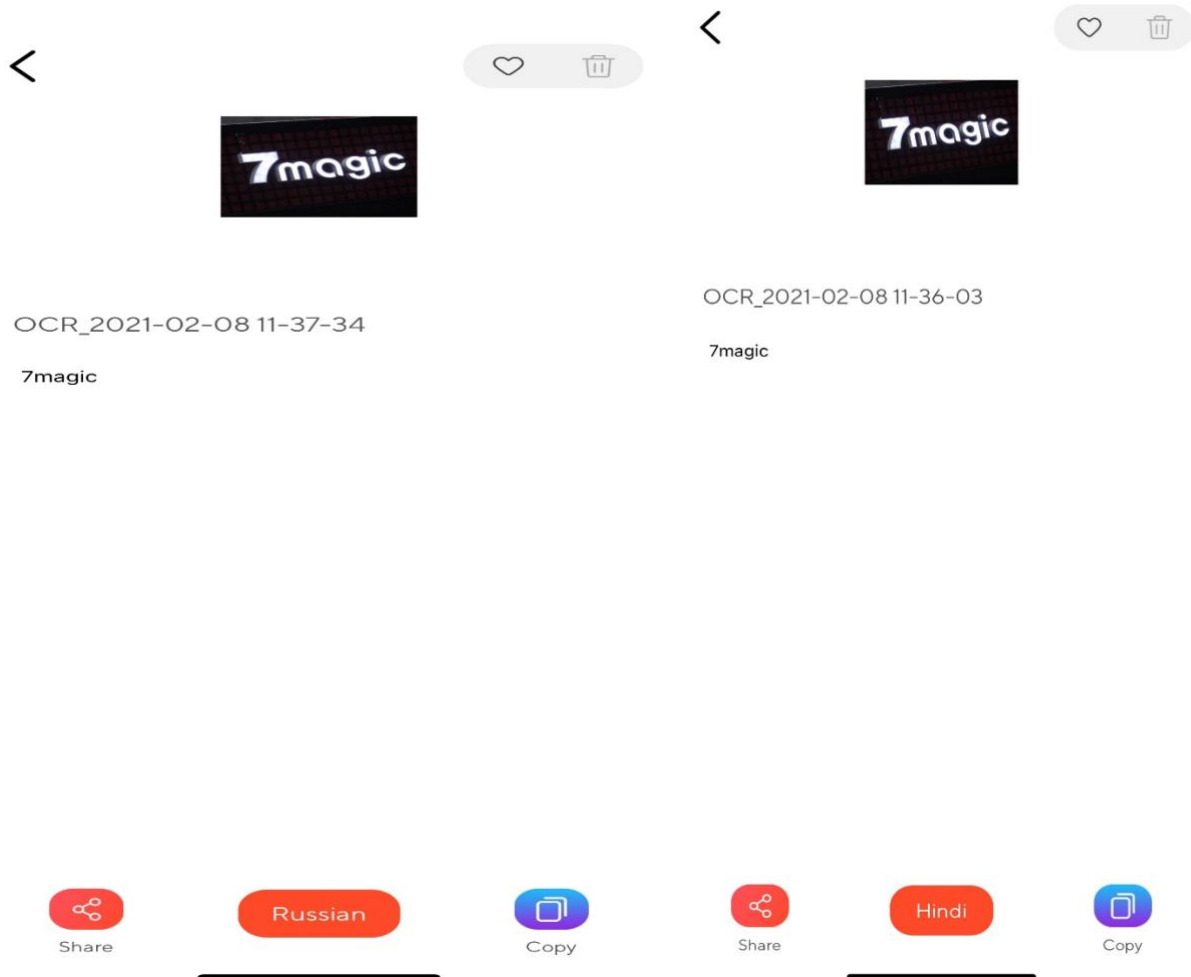 7magic
OCR_2021-02-08 11-37-34
7magic
Share
Russian
Copy
7magic
OCR_2021-02-08 11-36-03
7magic
Share
Hindi
Copy